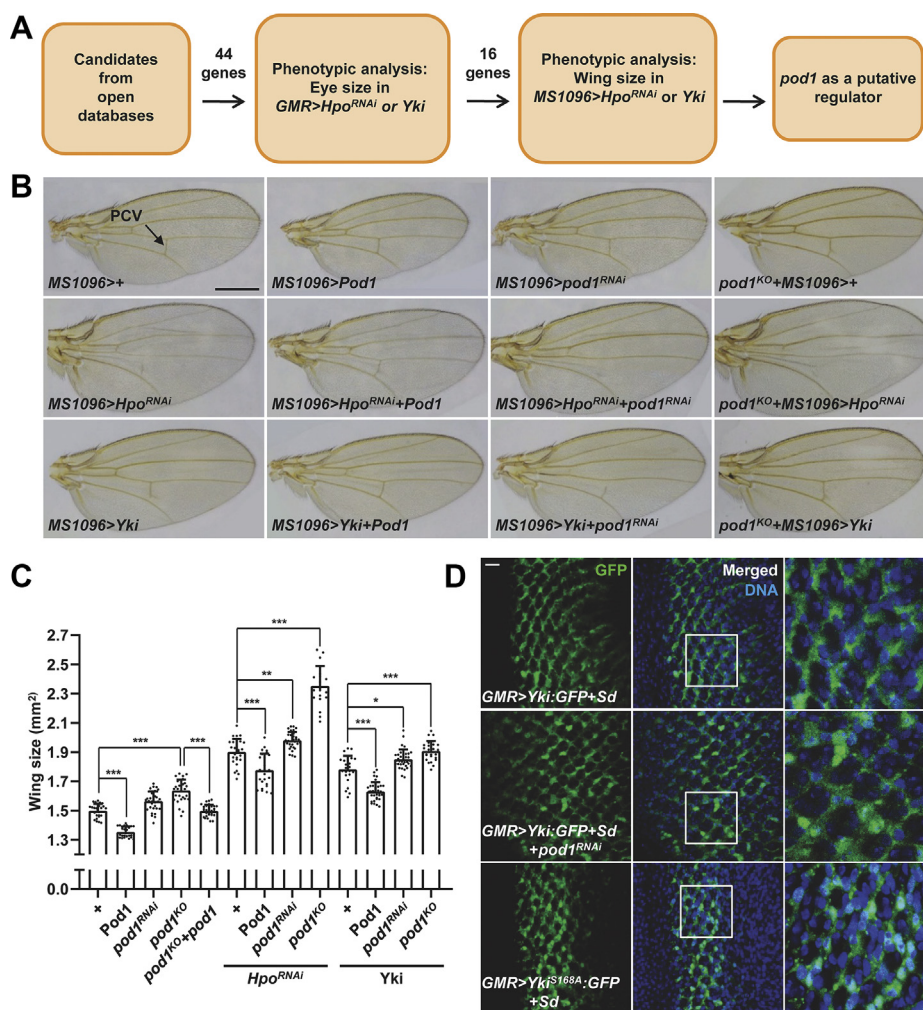 A
Candidates
from
open
databases
44
genes
Phenotypic analysis:
Eye size in
GMR>Hpo^RNAi or Yki
16
genes
Phenotypic analysis:
Wing size in
MS1096>Hpo^RNAi or Yki
pod1 as a putative
regulator
B
PCV
MS1096>+
MS1096>Pod1
MS1096>pod1^RNAi
pod1^KO+MS1096>+
MS1096>Hpo^RNAi
MS1096>Hpo^RNAi+Pod1
MS1096>Hpo^RNAi+pod1^RNAi
pod1^KO+MS1096>Hpo^RNAi
MS1096>Yki
MS1096>Yki+Pod1
MS1096>Yki+pod1^RNAi
pod1^KO+MS1096>Yki
C
Wing size (mm²)
2.7
2.5
2.3
2.1
1.9
1.7
1.5
1.3
0.0
***
***
***
***
**
***
***
*
***
+
Pod1
pod1^RNAi
pod1^KO
pod1^KO+pod1
+
Pod1
pod1^RNAi
pod1^KO
+
Pod1
pod1^RNAi
pod1^KO
Hpo^RNAi
Yki
D
GFP
Merged
DNA
GMR>Yki:GFP+Sd
GMR>Yki:GFP+Sd
+pod1^RNAi
GMR>Yki^S168A:GFP
+Sd